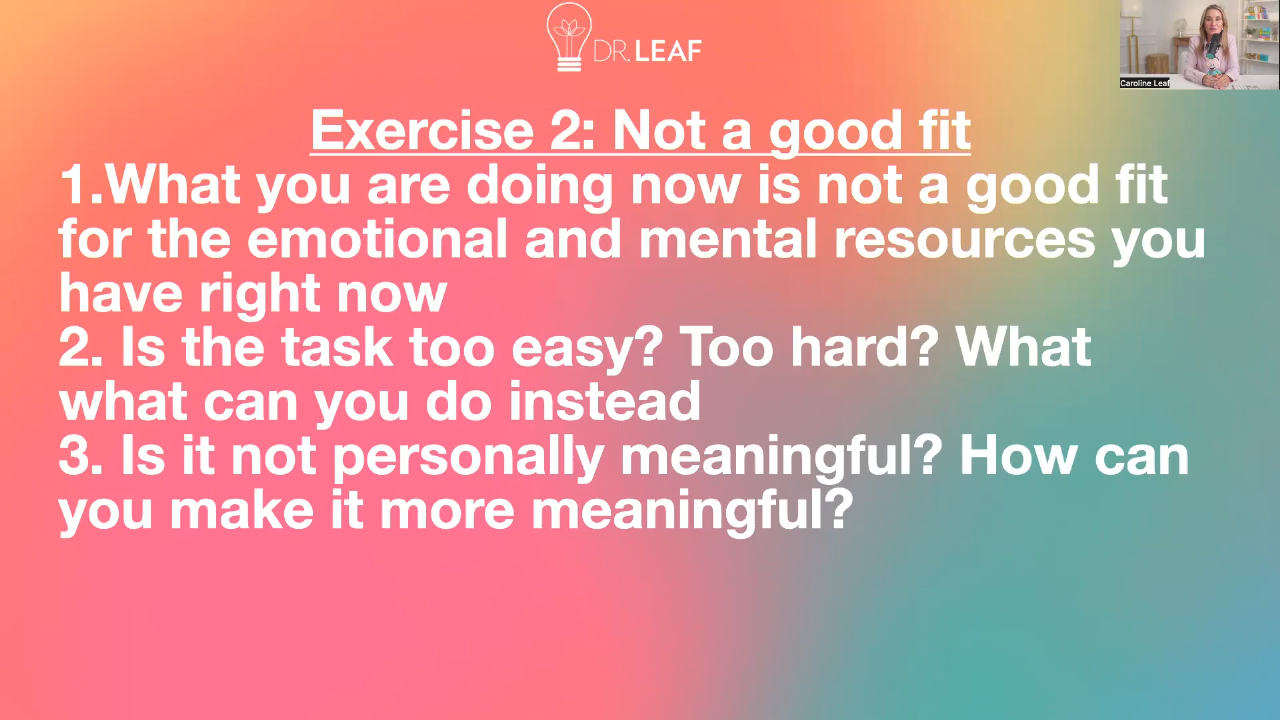 DR. LEAF
Caroline Leaf
Exercise 2: Not a good fit
1.What you are doing now is not a good fit
for the emotional and mental resources you
have right now
2. Is the task too easy? Too hard? What
what can you do instead
3. Is it not personally meaningful? How can
you make it more meaningful?